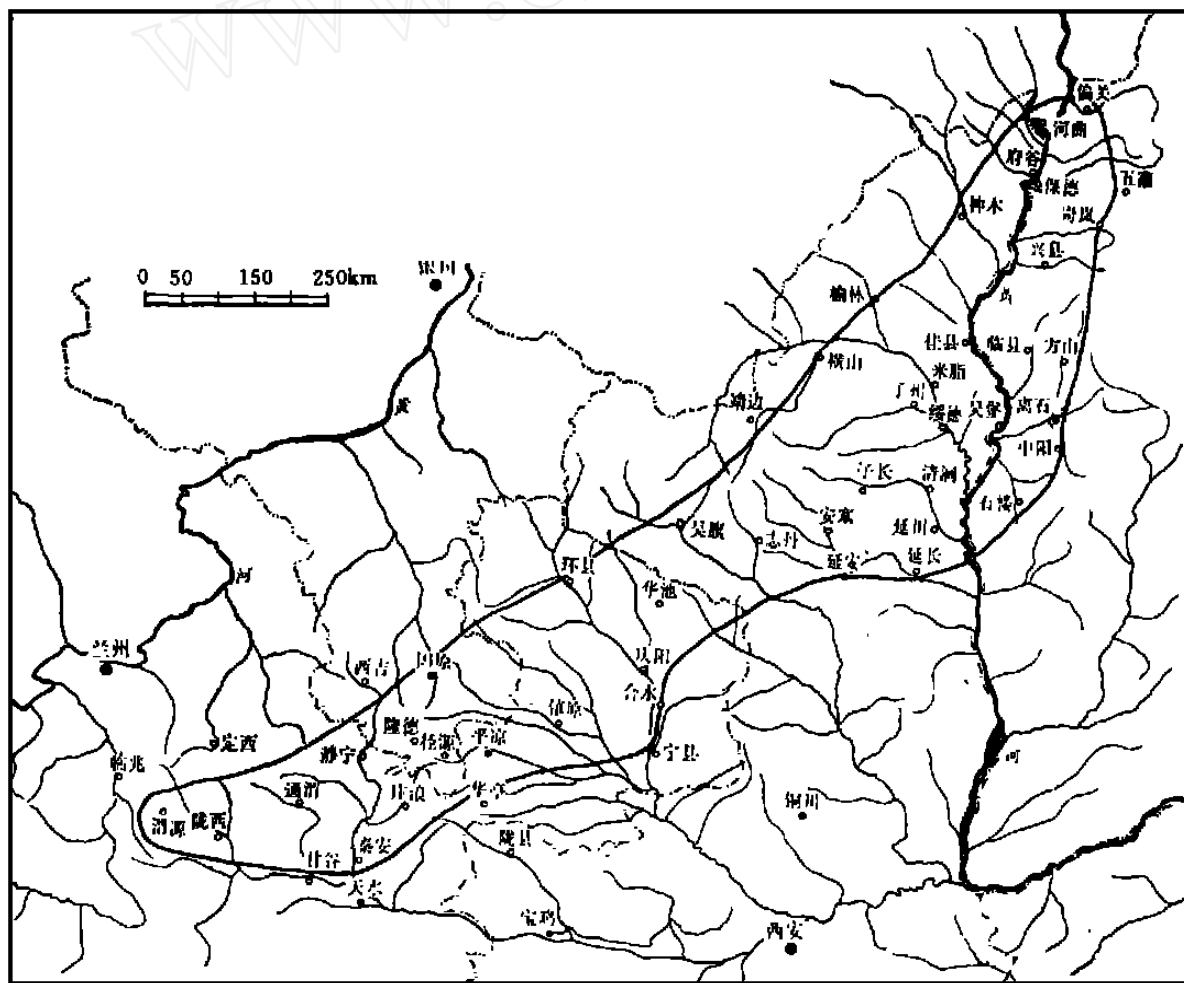 WWW.
偏关
河曲
府谷
保德
五寨
神木
岢岚
兴县
0 50 150 250km
银川
榆林
黄
佳县
临县
方山
横山
米脂
子州
靖边
绥德
吴堡
离石
黄
中阳
子长
清涧
石楼
安塞
吴旗
志丹
延川
延安
延长
环县
河
华池
兰州
西吉
固原
庆阳
合水
镇原
隆德
泾源
平凉
定西
静宁
宁县
河
临洮
通渭
庄浪
华亭
铜川
渭源
陇西
陇县
秦安
甘谷
天水
宝鸡
西安